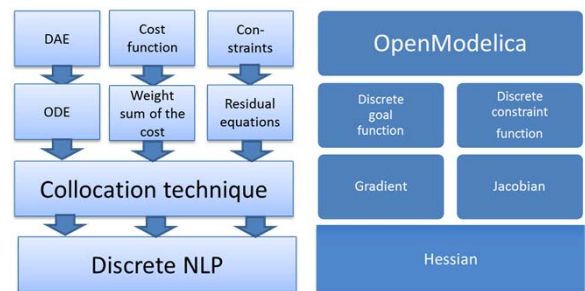 DAE
Cost
function
Con-
straints
ODE
Weight
sum of the
cost
Residual
equations
Collocation technique
Discrete NLP
OpenModelica
Discrete
goal
function
Discrete
constraint
function
Gradient
Jacobian
Hessian